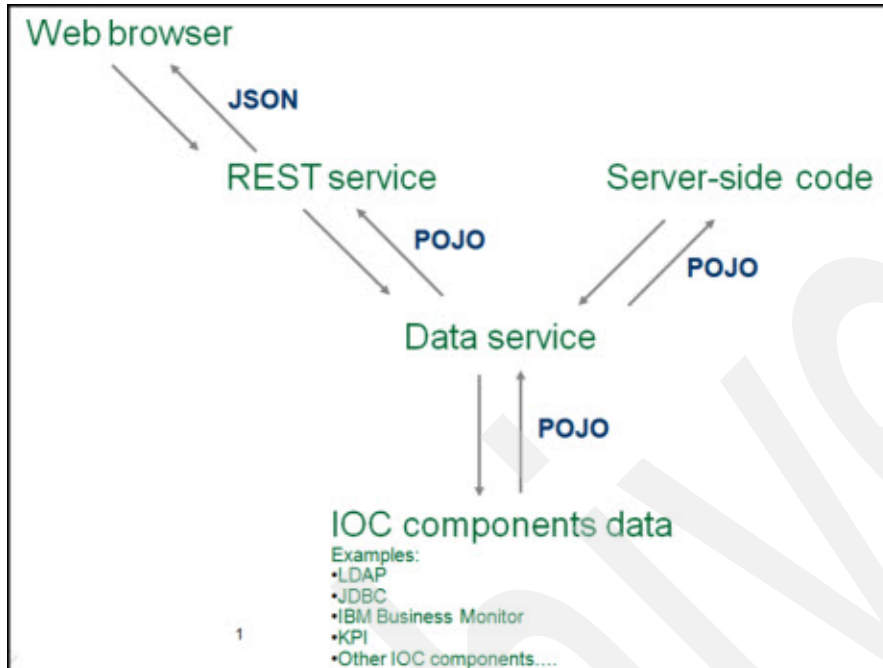 Web browser
JSON
REST service
Server-side code
POJO
POJO
Data service
POJO
IOC components data
Examples:
•LDAP
•JDBC
•IBM Business Monitor
•KPI
•Other IOC components....
1